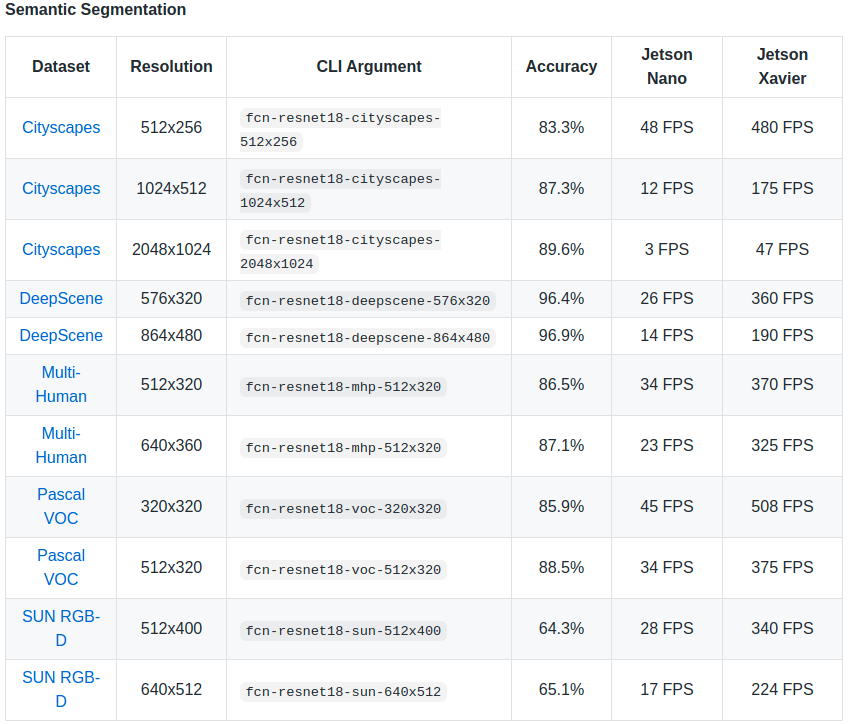 Semantic Segmentation
Dataset Resolution CLI Argument Accuracy Jetson Nano Jetson Xavier
Cityscapes 512x256 fcn-resnet18-cityscapes-512x256 83.3% 48 FPS 480 FPS
Cityscapes 1024x512 fcn-resnet18-cityscapes-1024x512 87.3% 12 FPS 175 FPS
Cityscapes 2048x1024 fcn-resnet18-cityscapes-2048x1024 89.6% 3 FPS 47 FPS
DeepScene 576x320 fcn-resnet18-deepscene-576x320 96.4% 26 FPS 360 FPS
DeepScene 864x480 fcn-resnet18-deepscene-864x480 96.9% 14 FPS 190 FPS
Multi-Human 512x320 fcn-resnet18-mhp-512x320 86.5% 34 FPS 370 FPS
Multi-Human 640x360 fcn-resnet18-mhp-512x320 87.1% 23 FPS 325 FPS
Pascal VOC 320x320 fcn-resnet18-voc-320x320 85.9% 45 FPS 508 FPS
Pascal VOC 512x320 fcn-resnet18-voc-512x320 88.5% 34 FPS 375 FPS
SUN RGB-D 512x400 fcn-resnet18-sun-512x400 64.3% 28 FPS 340 FPS
SUN RGB-D 640x512 fcn-resnet18-sun-640x512 65.1% 17 FPS 224 FPS